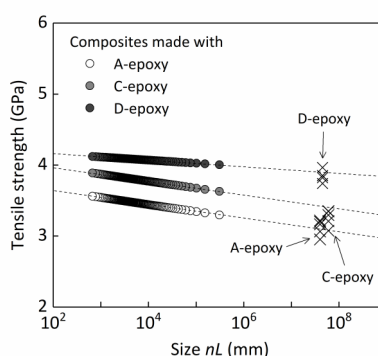 6
5
4
3
2
Tensile strength (GPa)
Composites made with
A-epoxy
C-epoxy
D-epoxy
D-epoxy
A-epoxy
C-epoxy
10² 10⁴ 10⁶ 10⁸
Size nL (mm)